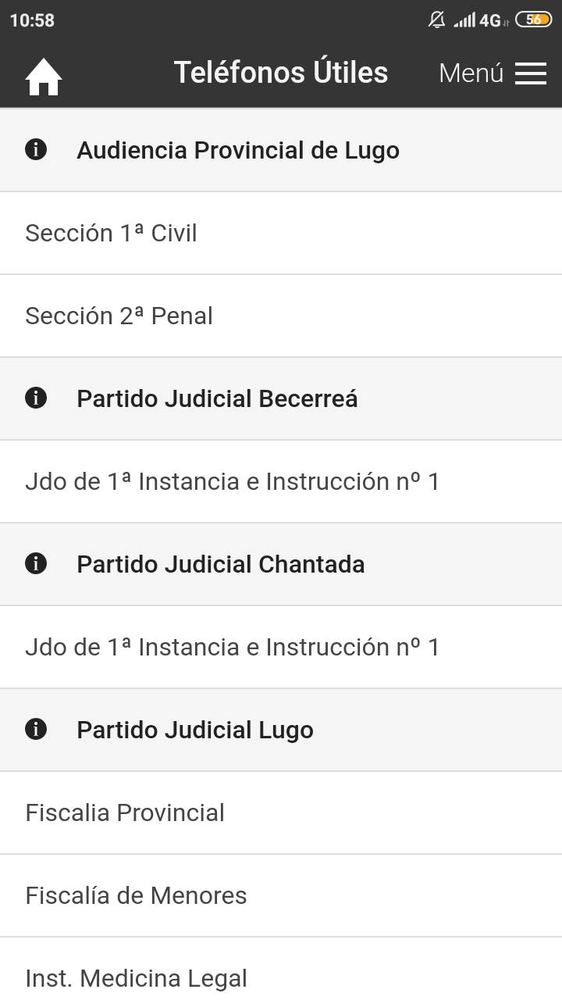 10:58 4G 56
Teléfonos Útiles Menú
Audiencia Provincial de Lugo
Sección 1ª Civil
Sección 2ª Penal
Partido Judicial Becerreá
Jdo de 1ª Instancia e Instrucción nº 1
Partido Judicial Chantada
Jdo de 1ª Instancia e Instrucción nº 1
Partido Judicial Lugo
Fiscalia Provincial
Fiscalía de Menores
Inst. Medicina Legal